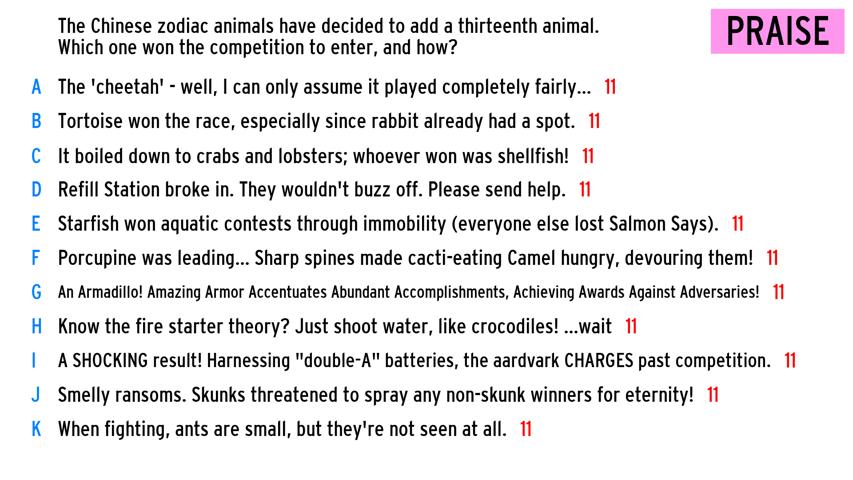 The Chinese zodiac animals have decided to add a thirteenth animal.
Which one won the competition to enter, and how?
PRAISE
A The 'cheetah' - well, I can only assume it played completely fairly... 11
B Tortoise won the race, especially since rabbit already had a spot. 11
C It boiled down to crabs and lobsters; whoever won was shellfish! 11
D Refill Station broke in. They wouldn't buzz off. Please send help. 11
E Starfish won aquatic contests through immobility (everyone else lost Salmon Says). 11
F Porcupine was leading... Sharp spines made cacti-eating Camel hungry, devouring them! 11
G An Armadillo! Amazing Armor Accentuates Abundant Accomplishments, Achieving Awards Against Adversaries! 11
H Know the fire starter theory? Just shoot water, like crocodiles! ...wait 11
I A SHOCKING result! Harnessing "double-A" batteries, the aardvark CHARGES past competition. 11
J Smelly ransoms. Skunks threatened to spray any non-skunk winners for eternity! 11
K When fighting, ants are small, but they're not seen at all. 11